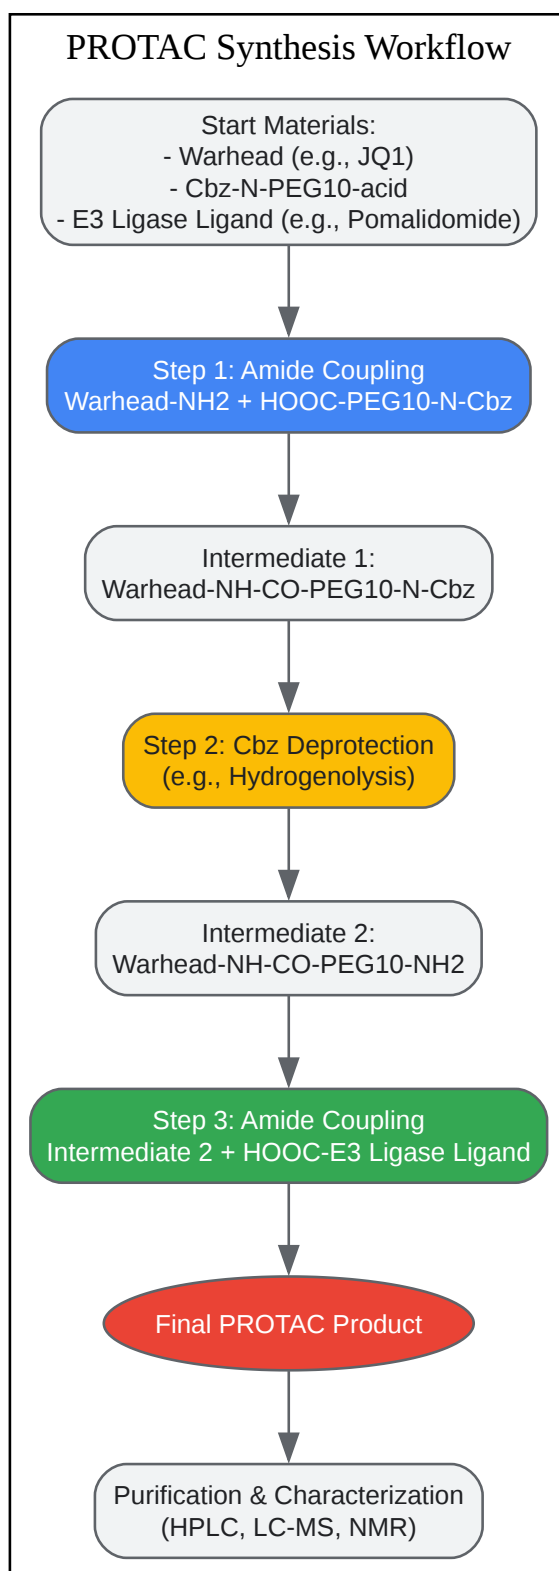 PROTAC Synthesis Workflow
Start Materials:
- Warhead (e.g., JQ1)
- Cbz-N-PEG10-acid
- E3 Ligase Ligand (e.g., Pomalidomide)
Step 1: Amide Coupling
Warhead-NH2 + HOOC-PEG10-N-Cbz
Intermediate 1:
Warhead-NH-CO-PEG10-N-Cbz
Step 2: Cbz Deprotection
(e.g., Hydrogenolysis)
Intermediate 2:
Warhead-NH-CO-PEG10-NH2
Step 3: Amide Coupling
Intermediate 2 + HOOC-E3 Ligase Ligand
Final PROTAC Product
Purification & Characterization
(HPLC, LC-MS, NMR)